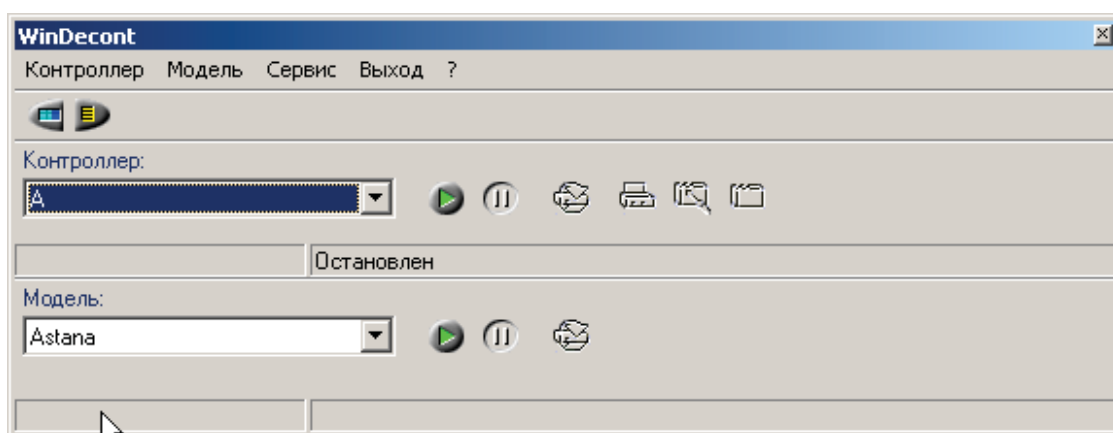 WinDecont
Контроллер Модель Сервис Выход ?
Контроллер:
A
Остановлен
Модель:
Astana